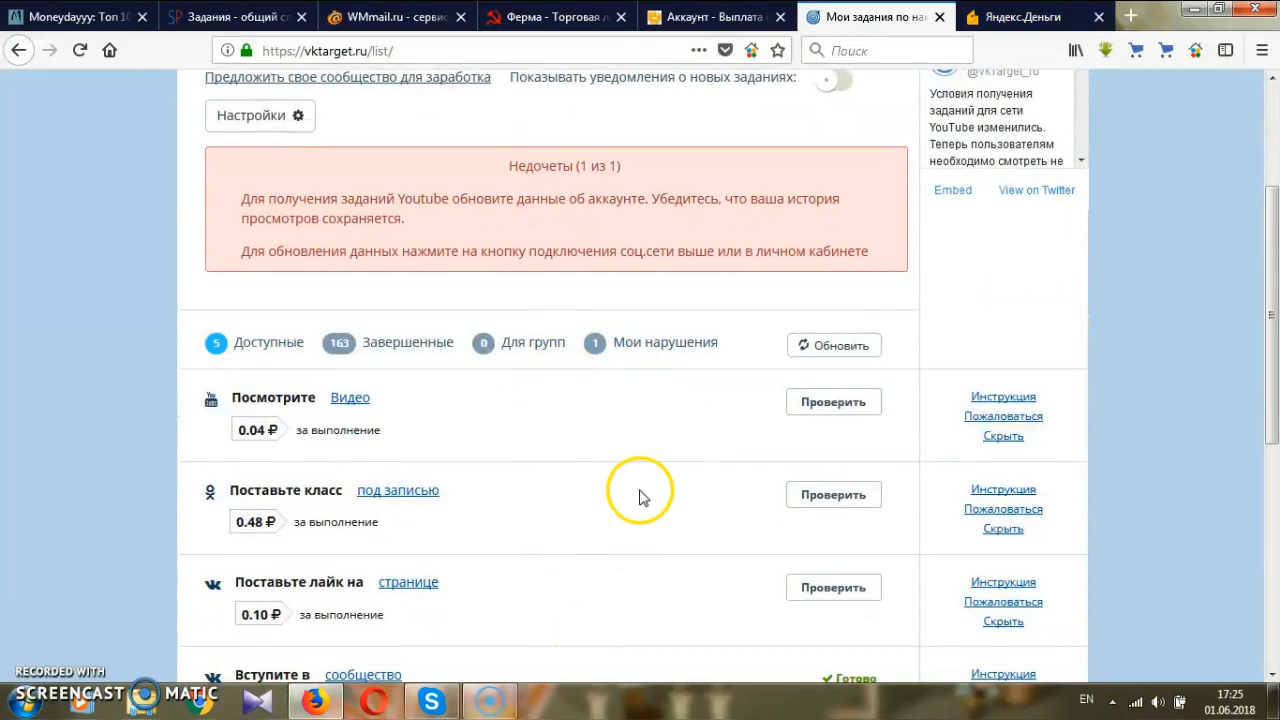 Moneydayyy: Топ 10
Задания - общий сп
WMmail.ru - сервис
Ферма - Торговая л
Аккаунт - Выплата
Мои задания по на
Яндекс.Деньги
https://vktarget.ru/list/
Поиск
Предложить свое сообщество для заработка
Показывать уведомления о новых заданиях:
Настройки
@vktarget_ru
Условия получения
заданий для сети
YouTube изменились.
Теперь пользователям
необходимо смотреть не
Embed
View on Twitter
Недочеты (1 из 1)
Для получения заданий Youtube обновите данные об аккаунте. Убедитесь, что ваша история
просмотров сохраняется.
Для обновления данных нажмите на кнопку подключения соц.сети выше или в личном кабинете
5 Доступные 163 Завершенные 0 Для групп 1 Мои нарушения
Обновить
Посмотрите Видео
0.04 ₽ за выполнение
Проверить
Инструкция
Пожаловаться
Скрыть
Поставьте класс под записью
0.48 ₽ за выполнение
Проверить
Инструкция
Пожаловаться
Скрыть
Поставьте лайк на странице
0.10 ₽ за выполнение
Проверить
Инструкция
Пожаловаться
Скрыть
Вступите в сообщество
Готово
Инструкция
RECORDED WITH
SCREENCAST MATIC
EN
17:25
01.06.2018